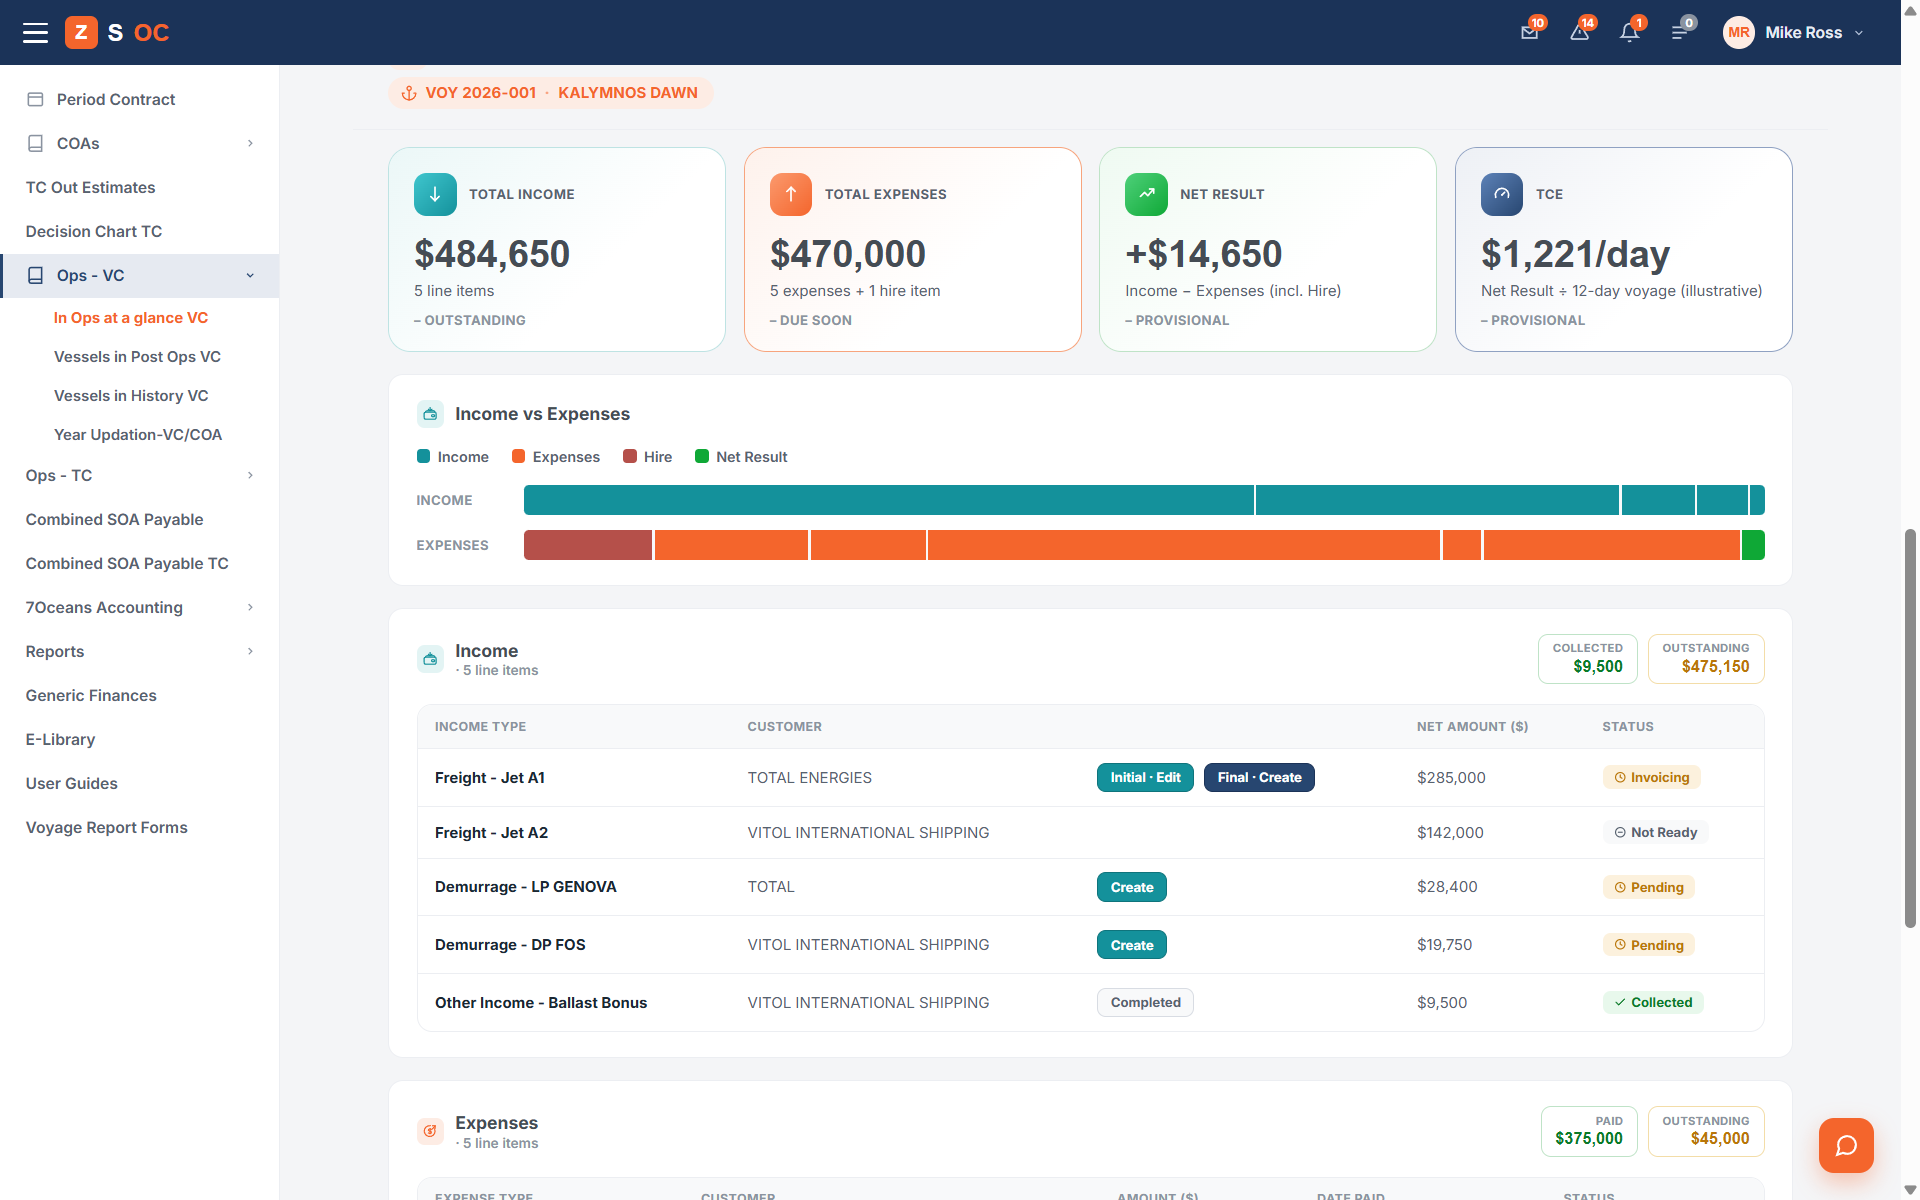 Z S OC
10
14
1
0
MR Mike Ross
Period Contract
COAs
TC Out Estimates
Decision Chart TC
Ops - VC
In Ops at a glance VC
Vessels in Post Ops VC
Vessels in History VC
Year Updation-VC/COA
Ops - TC
Combined SOA Payable
Combined SOA Payable TC
7Oceans Accounting
Reports
Generic Finances
E-Library
User Guides
Voyage Report Forms
VOY 2026-001 · KALYMNOS DAWN
TOTAL INCOME
$484,650
5 line items
– OUTSTANDING
TOTAL EXPENSES
$470,000
5 expenses + 1 hire item
– DUE SOON
NET RESULT
+$14,650
Income – Expenses (incl. Hire)
– PROVISIONAL
TCE
$1,221/day
Net Result ÷ 12-day voyage (illustrative)
– PROVISIONAL
Income vs Expenses
Income Expenses Hire Net Result
INCOME
EXPENSES
Income
· 5 line items
COLLECTED
$9,500
OUTSTANDING
$475,150
INCOME TYPE CUSTOMER NET AMOUNT ($) STATUS
Freight - Jet A1 TOTAL ENERGIES Initial · Edit Final · Create $285,000 Invoicing
Freight - Jet A2 VITOL INTERNATIONAL SHIPPING $142,000 Not Ready
Demurrage - LP GENOVA TOTAL Create $28,400 Pending
Demurrage - DP FOS VITOL INTERNATIONAL SHIPPING Create $19,750 Pending
Other Income - Ballast Bonus VITOL INTERNATIONAL SHIPPING Completed $9,500 Collected
Expenses
· 5 line items
PAID
$375,000
OUTSTANDING
$45,000
EXPENSE TYPE CUSTOMER AMOUNT ($) DATE PAID STATUS